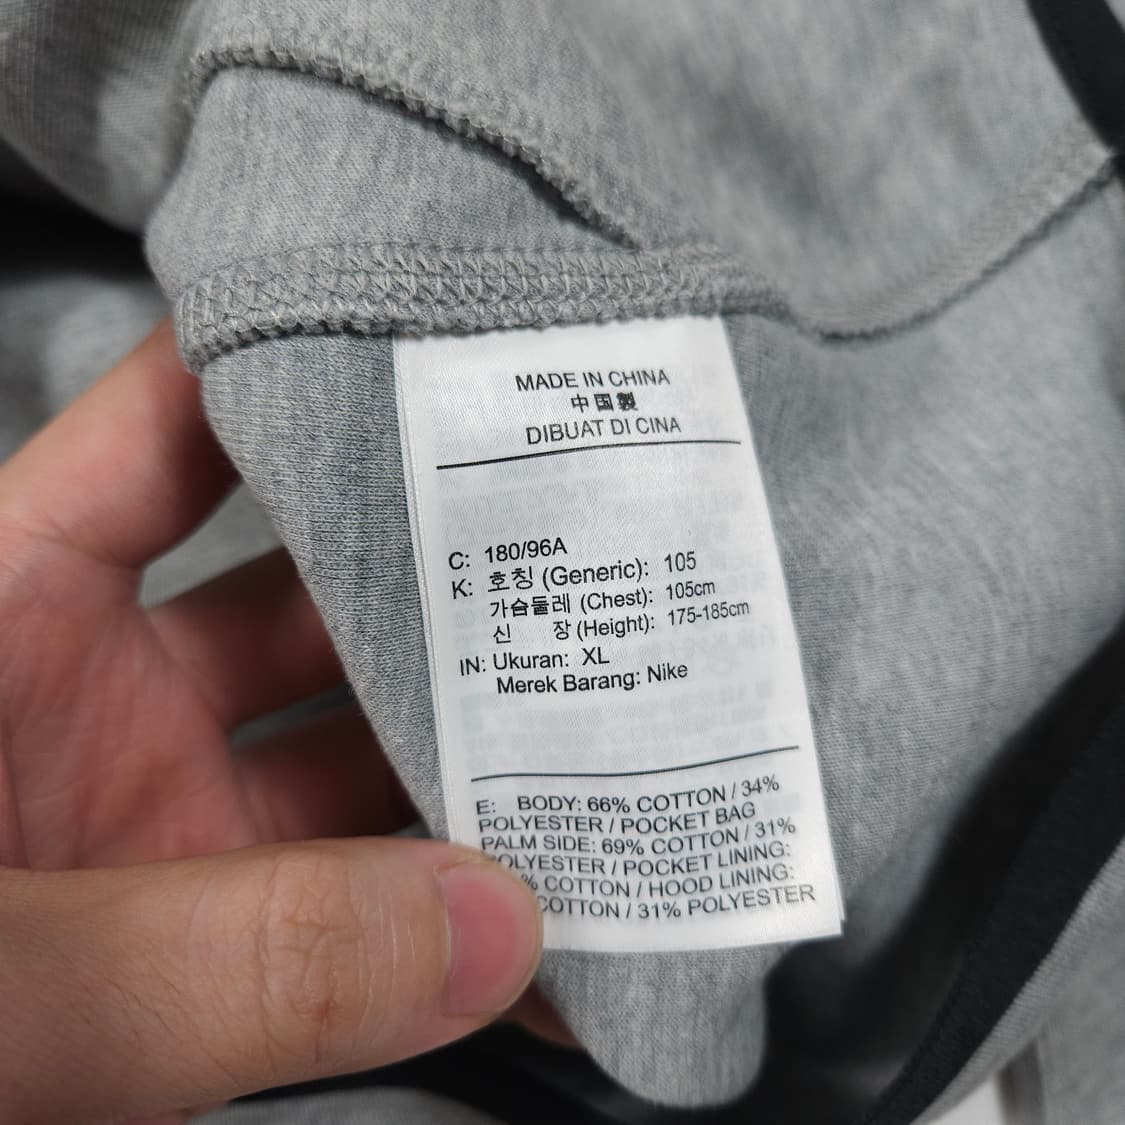 MADE IN CHINA
中国製
DIBUAT DI CINA
C: 180/96A
K: 호칭 (Generic): 105
가슴둘레 (Chest): 105cm
신 장 (Height): 175-185cm
IN: Ukuran: XL
Merek Barang: Nike
E: BODY: 66% COTTON / 34%
POLYESTER / POCKET BAG
PALM SIDE: 69% COTTON / 31%
POLYESTER / POCKET LINING:
% COTTON / HOOD LINING:
COTTON / 31% POLYESTER